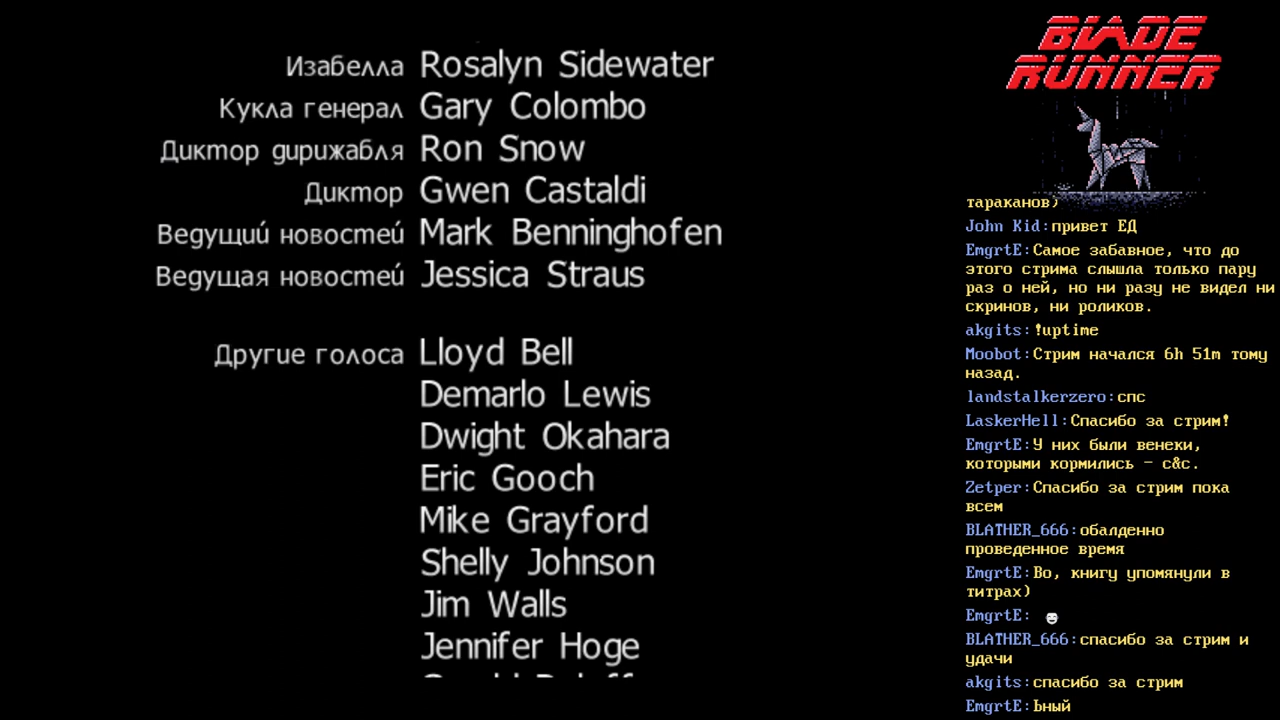 Изабелла Rosalyn Sidewater
Кукла генерал Gary Colombo
Диктор дирижабля Ron Snow
Диктор Gwen Castaldi
Ведущий новостей Mark Benninghofen
Ведущая новостей Jessica Straus
Другие голоса Lloyd Bell
Demarlo Lewis
Dwight Okahara
Eric Gooch
Mike Grayford
Shelly Johnson
Jim Walls
Jennifer Hoge
BLADE
RUNNER
тараканов)
John Kid:привет ЕД
EmgrtE:Самое забавное, что до
этого стрима слышла только пару
раз о ней, но ни разу не видел ни
скринов, ни роликов.
akgits:!uptime
Moobot:Стрим начался 6h 51m тому
назад.
landstalkerzero:спс
LaskerHell:Спасибо за стрим!
EmgrtE:У них были венеки,
которыми кормились - c&c.
Zetper:Спасибо за стрим пока
всем
BLATHER_666:обалденно
проведенное время
EmgrtE:Во, книгу упомянули в
титрах)
EmgrtE:
BLATHER_666:спасибо за стрим и
удачи
akgits:спасибо за стрим
EmgrtE:Ьный